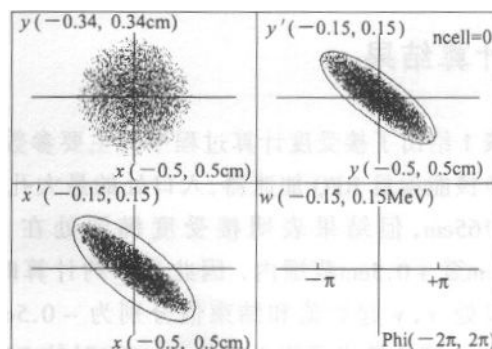 y(−0.34, 0.34cm)
x(−0.5, 0.5cm)
y′(−0.15, 0.15)
ncell=0
y(−0.5, 0.5cm)
x′(−0.15, 0.15)
x(−0.5, 0.5cm)
w(−0.15, 0.15MeV)
−π
+π
Phi(−2π, 2π)